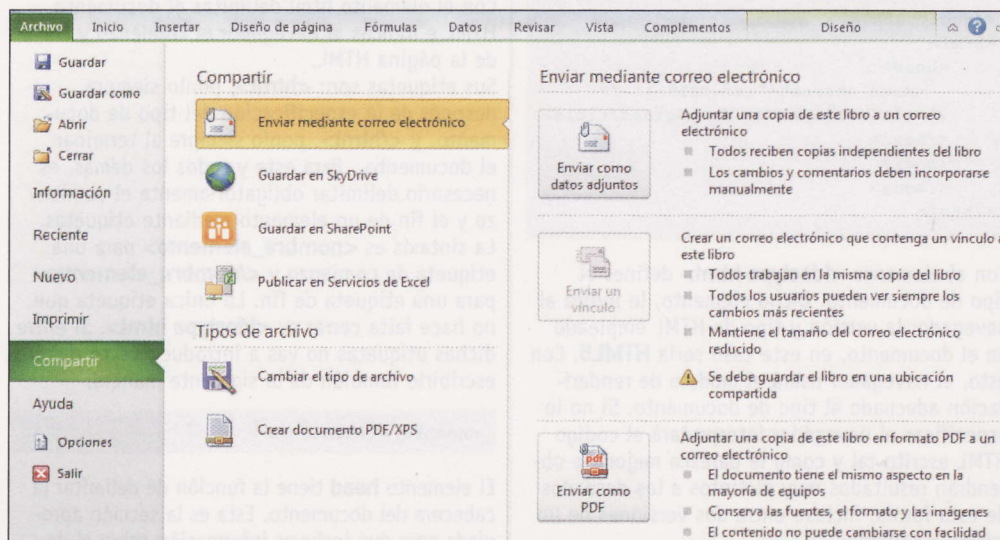 Archivo Inicio Insertar Diseño de página Fórmulas Datos Revisar Vista Complementos Diseño
Guardar
Guardar como
Abrir
Cerrar
Información
Reciente
Nuevo
Imprimir
Compartir
Ayuda
Opciones
Salir
Compartir
Enviar mediante correo electrónico
Guardar en SkyDrive
Guardar en SharePoint
Publicar en Servicios de Excel
Tipos de archivo
Cambiar el tipo de archivo
Crear documento PDF/XPS
Enviar mediante correo electrónico
Enviar como
datos adjuntos
Adjuntar una copia de este libro a un correo
electrónico
Todos reciben copias independientes del libro
Los cambios y comentarios deben incorporarse
manualmente
Enviar un
vínculo
Crear un correo electrónico que contenga un vínculo a
este libro
Todos trabajan en la misma copia del libro
Todos los usuarios pueden ver siempre los
cambios más recientes
Mantiene el tamaño del correo electrónico
reducido
Se debe guardar el libro en una ubicación
compartida
Enviar como
PDF
Adjuntar una copia de este libro en formato PDF a un
correo electrónico
El documento tiene el mismo aspecto en la
mayoría de equipos
Conserva las fuentes, el formato y las imágenes
El contenido no puede cambiarse con facilidad